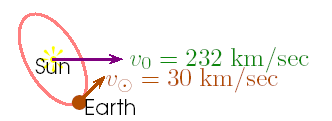 v₀ = 232 km/sec
Sun
v☉ = 30 km/sec
Earth